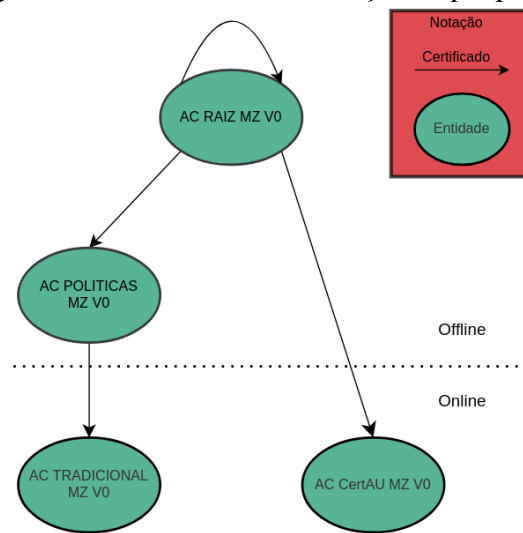 Notação
Certificado
Entidade
AC RAIZ MZ V0
AC POLITICAS
MZ V0
Offline
Online
AC TRADICIONAL
MZ V0
AC CertAU MZ V0